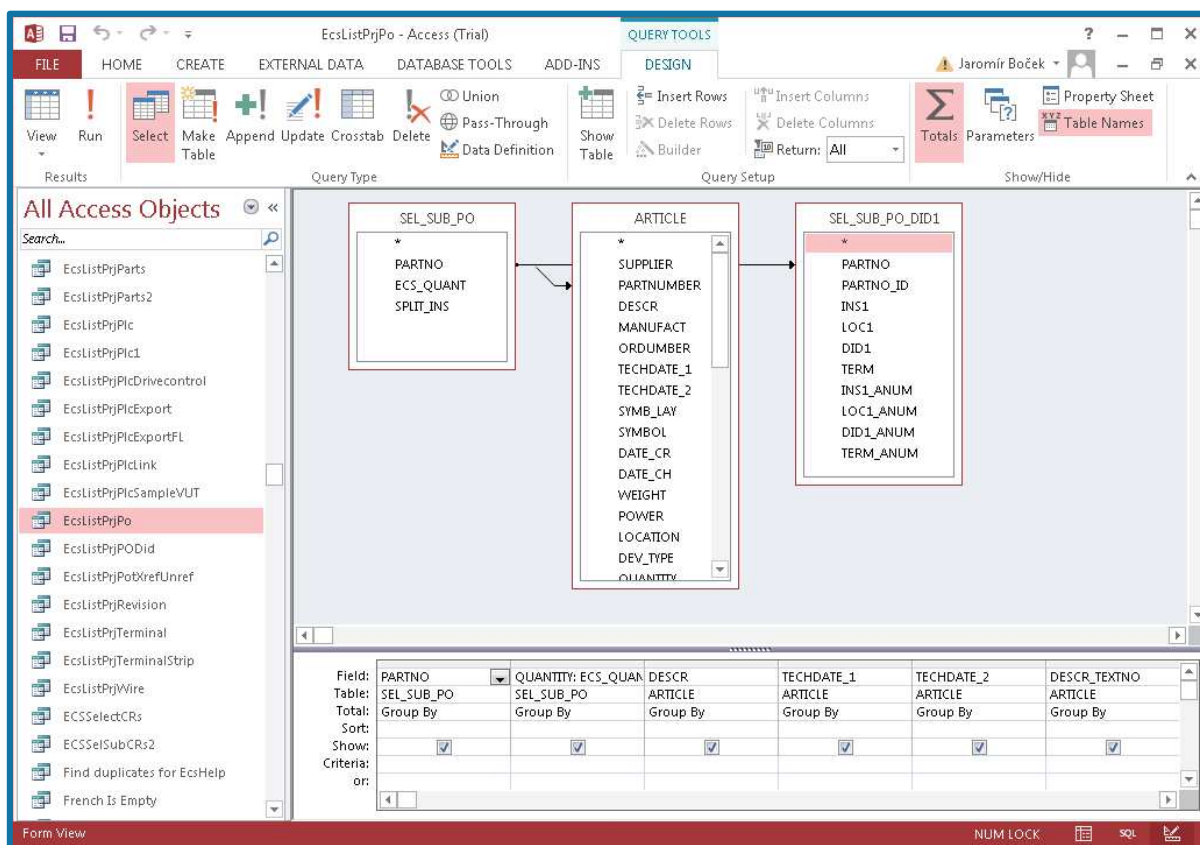 EcsListPrjPo - Access (Trial)
QUERY TOOLS
?
FILE
HOME
CREATE
EXTERNAL DATA
DATABASE TOOLS
ADD-INS
DESIGN
Jaromír Boček
View
Run
Select
Make Table
Append
Update
Crosstab
Delete
Union
Pass-Through
Data Definition
Show Table
Insert Rows
Delete Rows
Builder
Insert Columns
Delete Columns
Return: All
Totals
Parameters
Property Sheet
Table Names
Results
Query Type
Query Setup
Show/Hide
All Access Objects
Search...
EcsListPrjParts
EcsListPrjParts2
EcsListPrjPlc
EcsListPrjPlc1
EcsListPrjPlcDrivecontrol
EcsListPrjPlcExport
EcsListPrjPlcExportFL
EcsListPrjPlcLink
EcsListPrjPlcSampleVUT
EcsListPrjPo
EcsListPrjPODid
EcsListPrjPotXrefUnref
EcsListPrjRevision
EcsListPrjTerminal
EcsListPrjTerminalStrip
EcsListPrjWire
ECSSelectCRs
ECSSelSubCRs2
Find duplicates for EcsHelp
French Is Empty
SEL_SUB_PO
*
PARTNO
ECS_QUANT
SPLIT_INS
ARTICLE
*
SUPPLIER
PARTNUMBER
DESCR
MANUFACT
ORDUMBER
TECHDATE_1
TECHDATE_2
SYMB_LAY
SYMBOL
DATE_CR
DATE_CH
WEIGHT
POWER
LOCATION
DEV_TYPE
QUANTITY
SEL_SUB_PO_DID1
*
PARTNO
PARTNO_ID
INS1
LOC1
DID1
TERM
INS1_ANUM
LOC1_ANUM
DID1_ANUM
TERM_ANUM
Field: PARTNO QUANTITY: ECS_QUAN DESCR TECHDATE_1 TECHDATE_2 DESCR_TEXTNO
Table: SEL_SUB_PO SEL_SUB_PO ARTICLE ARTICLE ARTICLE ARTICLE
Total: Group By Group By Group By Group By Group By Group By
Sort:
Show:
Criteria:
or:
Form View
NUM LOCK
SQL